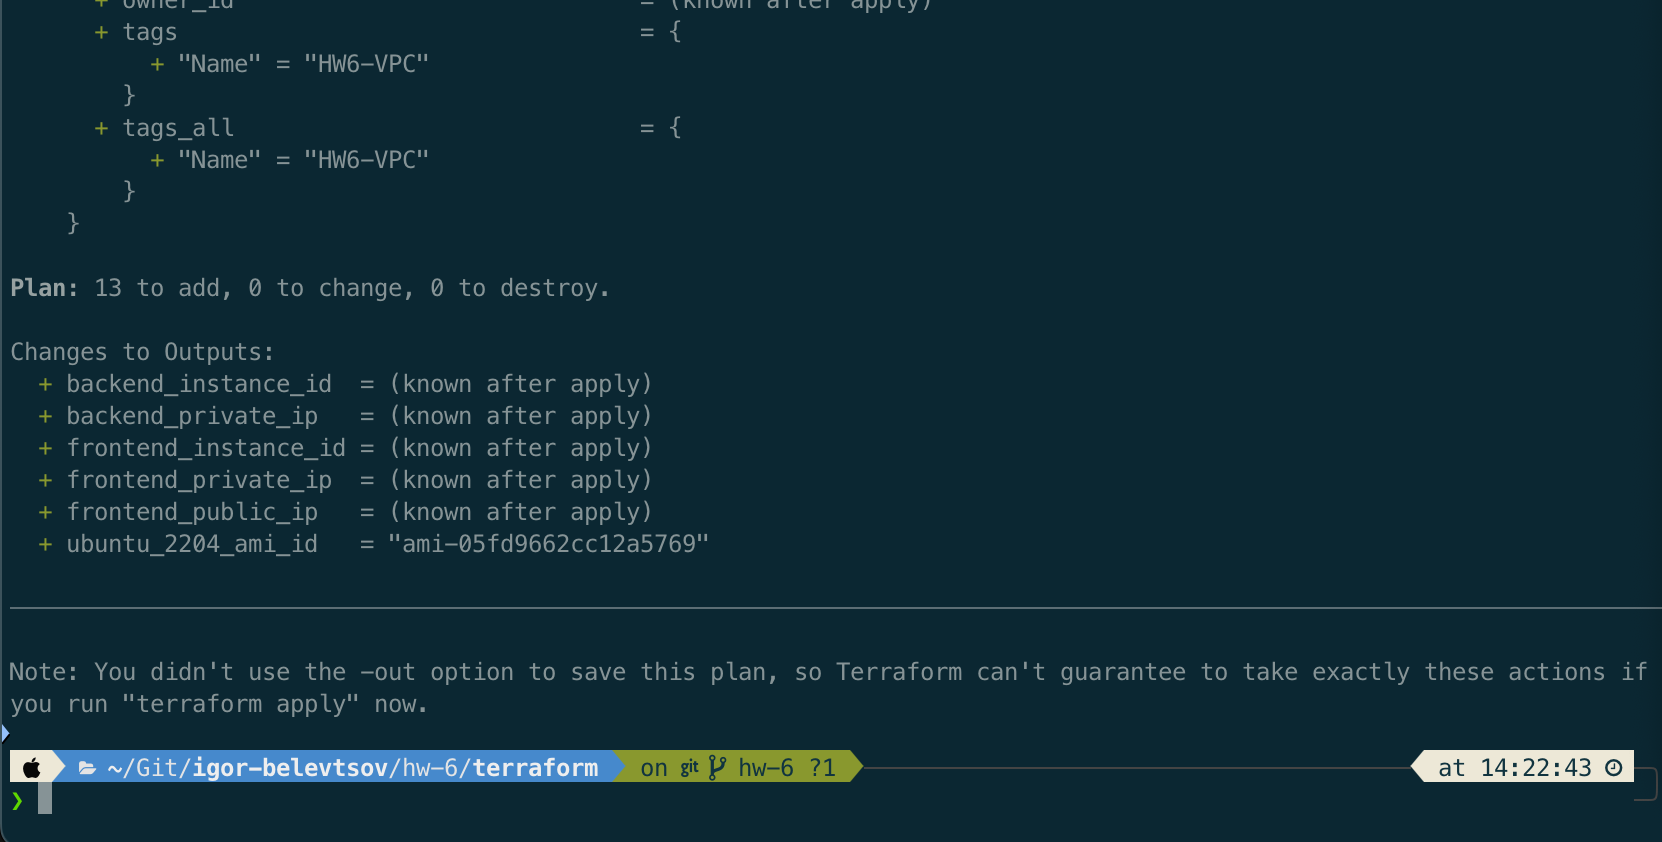 + owner_id = (known after apply)
+ tags = {
+ "Name" = "HW6-VPC"
}
+ tags_all = {
+ "Name" = "HW6-VPC"
}
}
Plan: 13 to add, 0 to change, 0 to destroy.
Changes to Outputs:
+ backend_instance_id = (known after apply)
+ backend_private_ip = (known after apply)
+ frontend_instance_id = (known after apply)
+ frontend_private_ip = (known after apply)
+ frontend_public_ip = (known after apply)
+ ubuntu_2204_ami_id = "ami-05fd9662cc12a5769"
Note: You didn't use the -out option to save this plan, so Terraform can't guarantee to take exactly these actions if
you run "terraform apply" now.
~/Git/igor-belevtsov/hw-6/terraform on git hw-6 ?1 at 14:22:43
❯